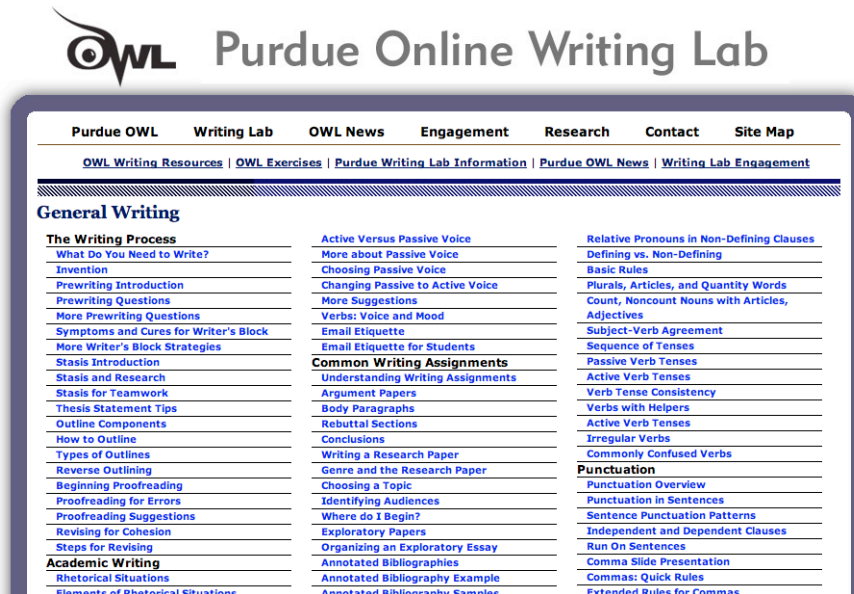 OWL Purdue Online Writing Lab
Purdue OWL Writing Lab OWL News Engagement Research Contact Site Map
OWL Writing Resources | OWL Exercises | Purdue Writing Lab Information | Purdue OWL News | Writing Lab Engagement
General Writing
The Writing Process
What Do You Need to Write?
Invention
Prewriting Introduction
Prewriting Questions
More Prewriting Questions
Symptoms and Cures for Writer's Block
More Writer's Block Strategies
Stasis Introduction
Stasis and Research
Stasis for Teamwork
Thesis Statement Tips
Outline Components
How to Outline
Types of Outlines
Reverse Outlining
Beginning Proofreading
Proofreading for Errors
Proofreading Suggestions
Revising for Cohesion
Steps for Revising
Academic Writing
Rhetorical Situations
Elements of Rhetorical Situations
Active Versus Passive Voice
More about Passive Voice
Choosing Passive Voice
Changing Passive to Active Voice
More Suggestions
Verbs: Voice and Mood
Email Etiquette
Email Etiquette for Students
Common Writing Assignments
Understanding Writing Assignments
Argument Papers
Body Paragraphs
Rebuttal Sections
Conclusions
Writing a Research Paper
Genre and the Research Paper
Choosing a Topic
Identifying Audiences
Where do I Begin?
Exploratory Papers
Organizing an Exploratory Essay
Annotated Bibliographies
Annotated Bibliography Example
Annotated Bibliography Samples
Relative Pronouns in Non-Defining Clauses
Defining vs. Non-Defining
Basic Rules
Plurals, Articles, and Quantity Words
Count, Noncount Nouns with Articles,
Adjectives
Subject-Verb Agreement
Sequence of Tenses
Passive Verb Tenses
Active Verb Tenses
Verb Tense Consistency
Verbs with Helpers
Active Verb Tenses
Irregular Verbs
Commonly Confused Verbs
Punctuation
Punctuation Overview
Punctuation in Sentences
Sentence Punctuation Patterns
Independent and Dependent Clauses
Run On Sentences
Comma Slide Presentation
Commas: Quick Rules
Extended Rules for Commas